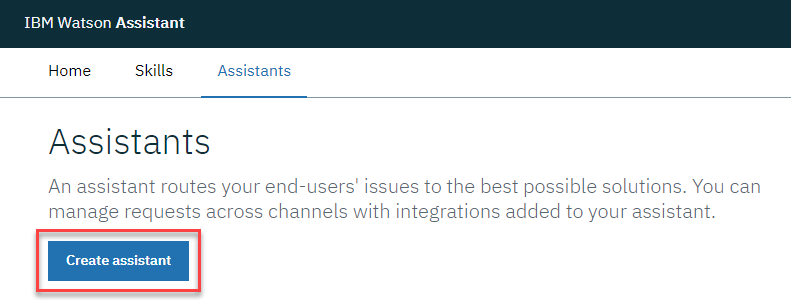 IBM Watson Assistant
Home Skills Assistants
Assistants
An assistant routes your end-users' issues to the best possible solutions. You can
manage requests across channels with integrations added to your assistant.
Create assistant